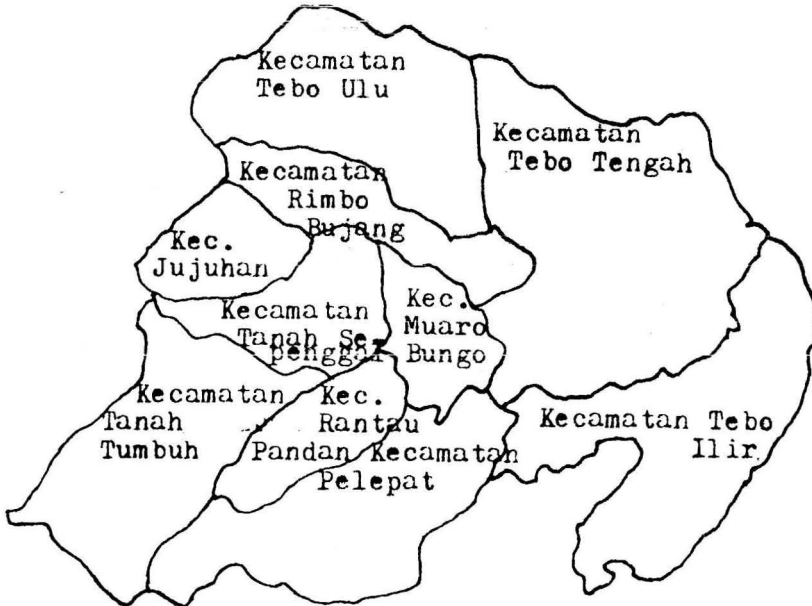 Kecamatan
Tebo Ulu
Kecamatan
Tebo Tengah
Kecamatan
Rimbo
Bujang
Kec.
Jujuhan
Kecamatan
Tanah Se-
penggal
Kec.
Muaro
Bungo
Kecamatan
Tanah
Tumbuh
Kec.
Rantau
Pandan
Kecamatan
Pelepat
Kecamatan Tebo
Ilir